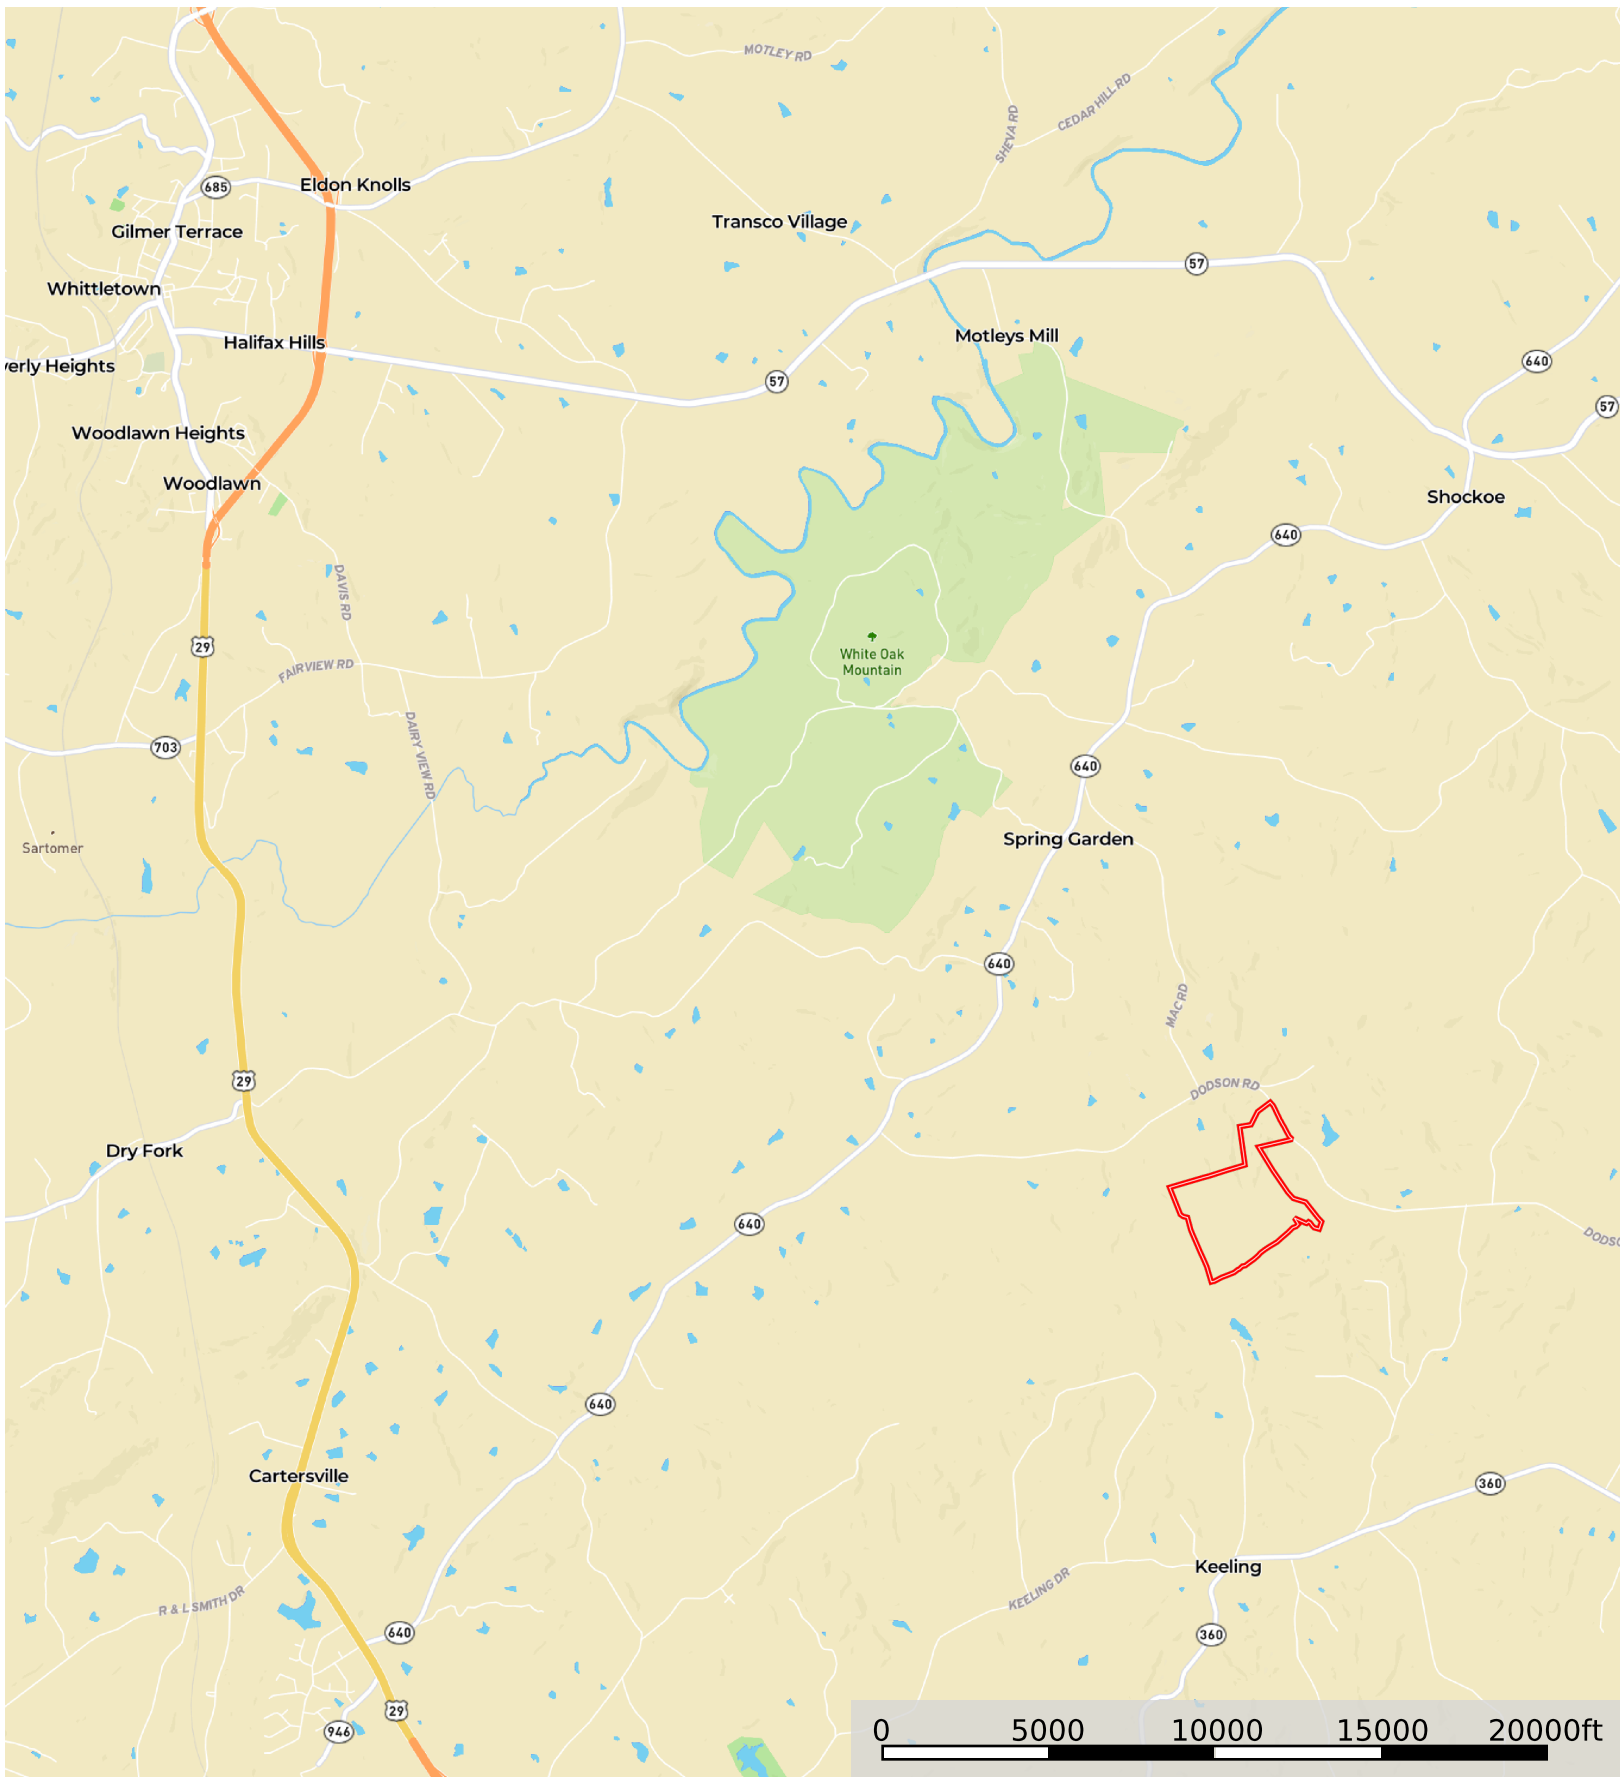 MOTLEY RD
CEDAR HILL RD
SHEVA RD
685
Eldon Knolls
Transco Village
Gilmer Terrace
57
Whittletown
Motleys Mill
Halifax Hills
verly Heights
640
57
57
Woodlawn Heights
Woodlawn
Shockoe
640
DAVIS RD
29
White Oak
Mountain
FAIRVIEW RD
DAIRY VIEW RD
703
640
Spring Garden
Sartomer
640
MAC RD
29
DODSON RD
Dry Fork
640
DODSO
640
Cartersville
360
Keeling
KEELING DR
R & L SMITH DR
640
360
29
946
0 5000 10000 15000 20000ft